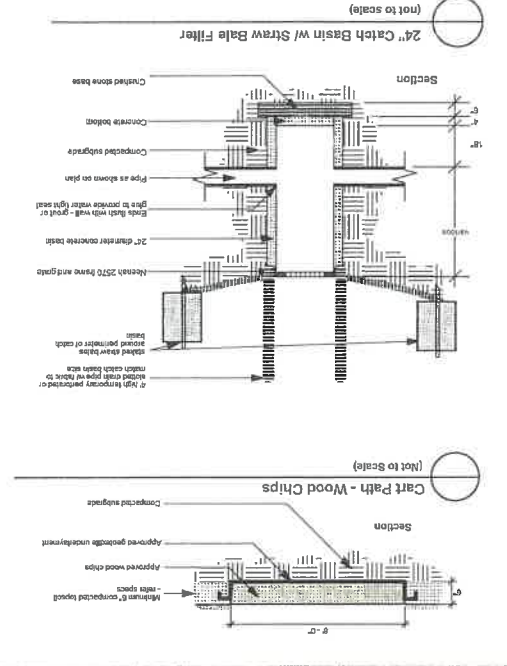 8'-0"
6"
Minimum 6" compacted topsoil
- refer specs
Approved wood chips
Approved geotextile underlayment
Section
Compacted subgrade
Cart Path - Wood Chips
(Not to Scale)
4' high temporary perforated or
slotted drain pipe w/ fabric to
match catch basin size
staked straw bales
around perimeter of catch
basin
Neenah frame and grate
various
24" diameter concrete basin
Ends flush with wall - grout or
glue to provide water tight seal
Pipe as shown on plan
18"
Compacted subgrade
4"
Concrete bottom
6"
Section
Crushed stone base
24" Catch Basin w/ Straw Bale Filter
(not to scale)